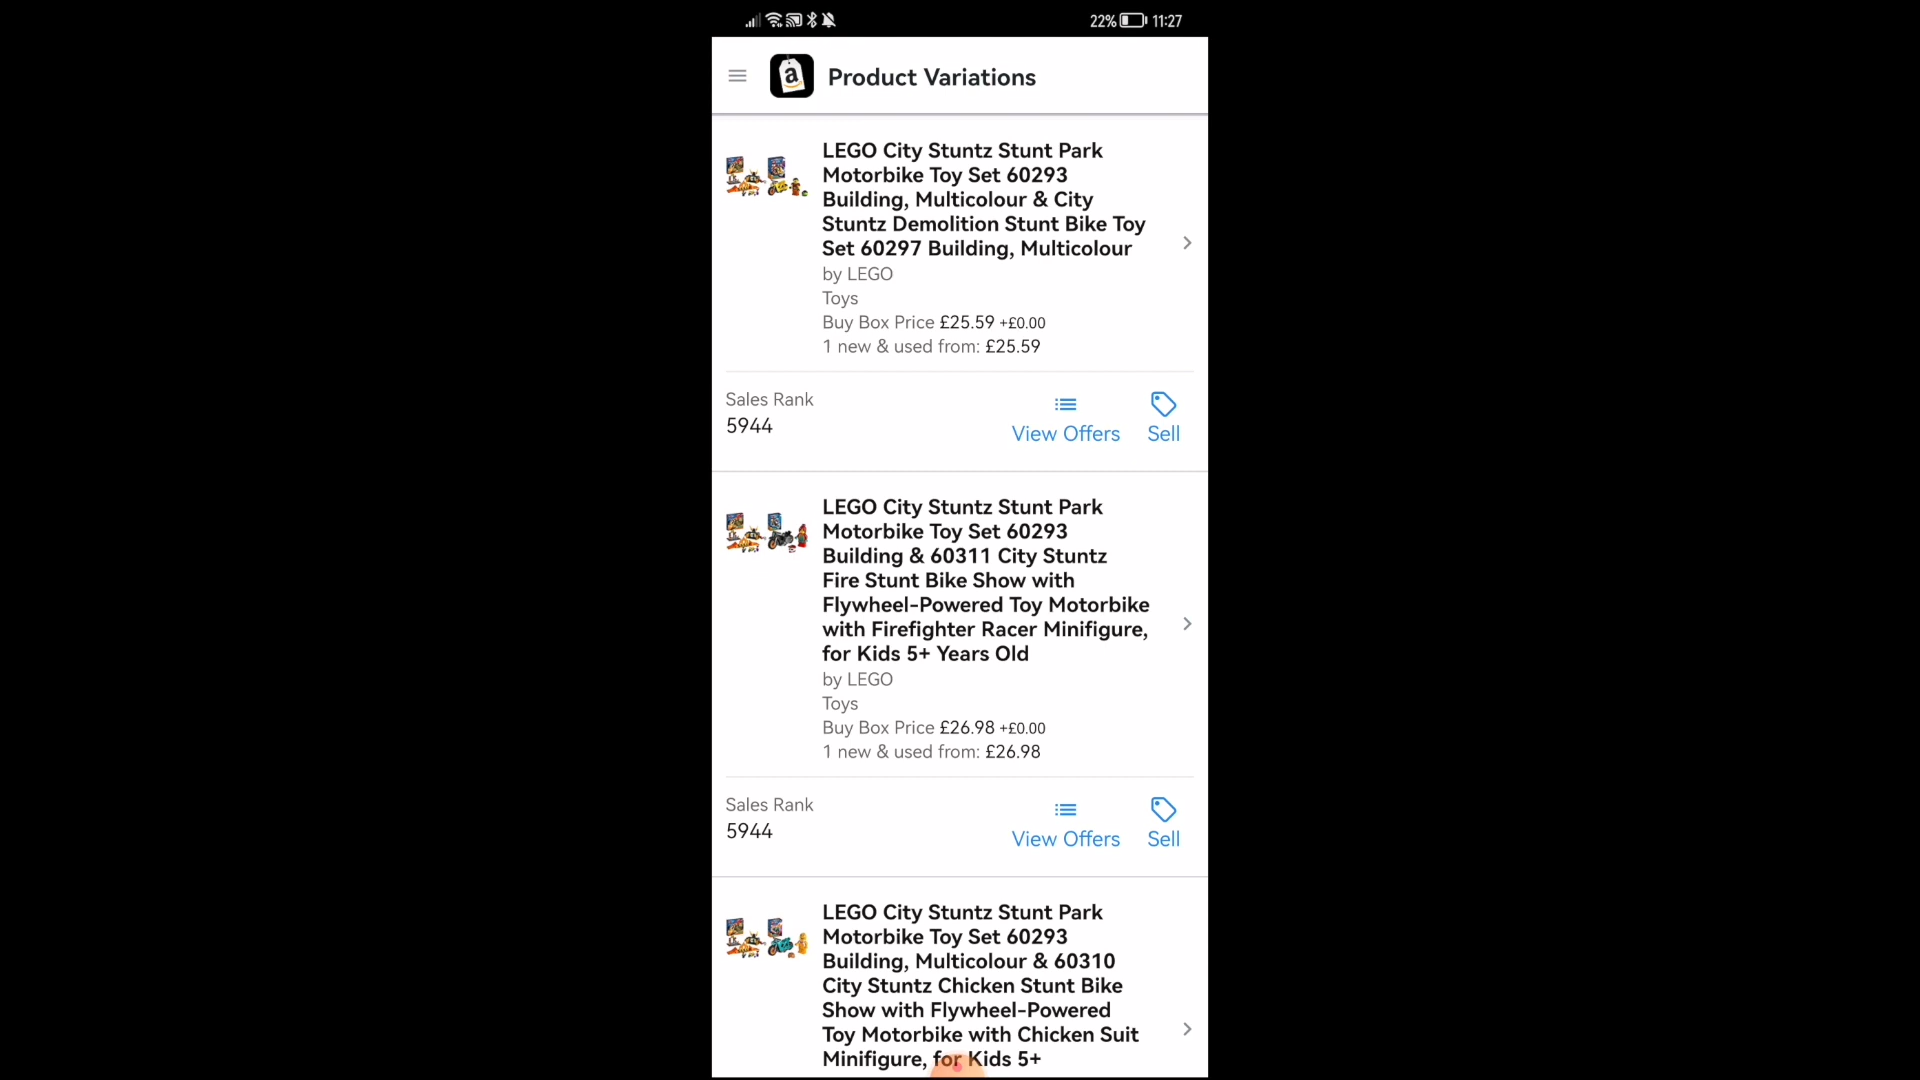 22% 11:27
a Product Variations
LEGO City Stuntz Stunt Park
Motorbike Toy Set 60293
Building, Multicolour & City
Stuntz Demolition Stunt Bike Toy
Set 60297 Building, Multicolour
by LEGO
Toys
Buy Box Price £25.59 +£0.00
1 new & used from: £25.59
Sales Rank
5944
View Offers Sell
LEGO City Stuntz Stunt Park
Motorbike Toy Set 60293
Building & 60311 City Stuntz
Fire Stunt Bike Show with
Flywheel-Powered Toy Motorbike
with Firefighter Racer Minifigure,
for Kids 5+ Years Old
by LEGO
Toys
Buy Box Price £26.98 +£0.00
1 new & used from: £26.98
Sales Rank
5944
View Offers Sell
LEGO City Stuntz Stunt Park
Motorbike Toy Set 60293
Building, Multicolour & 60310
City Stuntz Chicken Stunt Bike
Show with Flywheel-Powered
Toy Motorbike with Chicken Suit
Minifigure, for Kids 5+